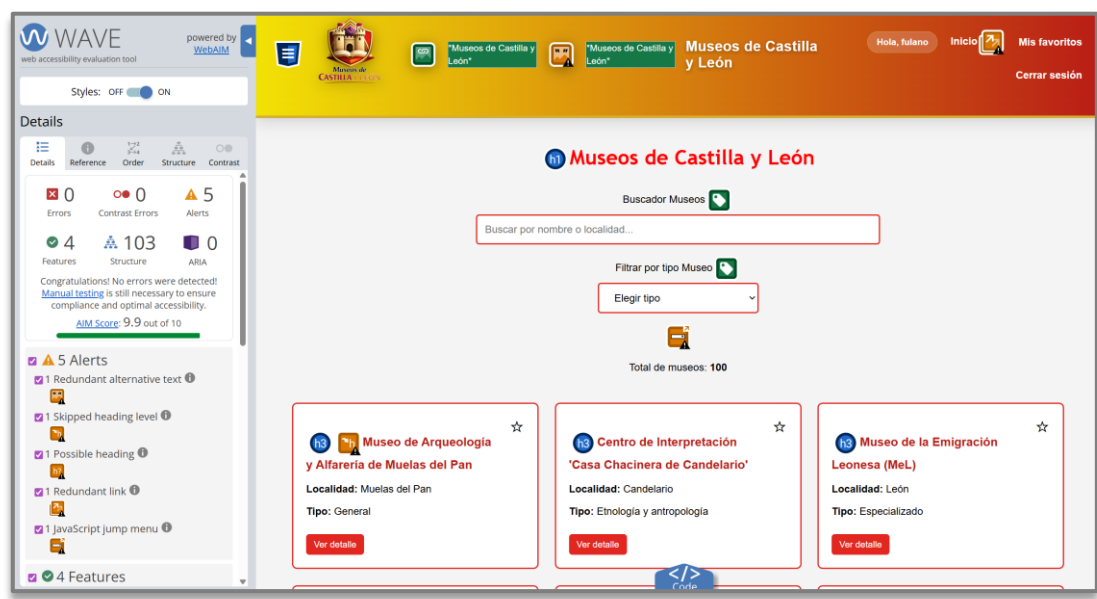 WAVE
web accessibility evaluation tool
powered by
WebAIM
Styles: OFF ON
Details
Details Reference Order Structure Contrast
0 0 5
Errors Contrast Errors Alerts
4 103 0
Features Structure ARIA
Congratulations! No errors were detected!
Manual testing is still necessary to ensure
compliance and optimal accessibility.
AIM Score: 9.9 out of 10
5 Alerts
1 Redundant alternative text
1 Skipped heading level
1 Possible heading
h?
1 Redundant link
1 JavaScript jump menu
4 Features
Museos de
CASTILLA Y LEÓN
*Museos de Castilla y
León*
*Museos de Castilla y
León*
Museos de Castilla
y León
Hola, fulano
Inicio
Mis favoritos
Cerrar sesión
h1 Museos de Castilla y León
Buscador Museos
Buscar por nombre o localidad...
Filtrar por tipo Museo
Elegir tipo
Total de museos: 100
h3 Museo de Arqueología
y Alfarería de Muelas del Pan
Localidad: Muelas del Pan
Tipo: General
Ver detalle
h3 Centro de Interpretación
'Casa Chacinera de Candelario'
Localidad: Candelario
Tipo: Etnología y antropología
Ver detalle
h3 Museo de la Emigración
Leonesa (MeL)
Localidad: León
Tipo: Especializado
Ver detalle
</>
Code